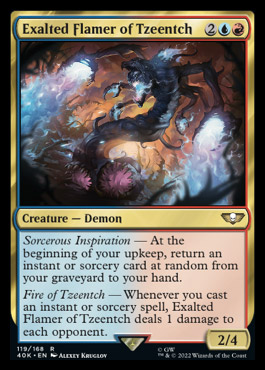 Exalted Flamer of Tzeentch 2
Creature — Demon
Sorcerous Inspiration — At the
beginning of your upkeep, return an
instant or sorcery card at random from
your graveyard to your hand.
Fire of Tzeentch — Whenever you cast
an instant or sorcery spell, Exalted
Flamer of Tzeentch deals 1 damage to
each opponent.
2/4
119/168 R
40K • EN ALEXEY KRUGLOV
© GW
™ & © 2022 Wizards of the Coast